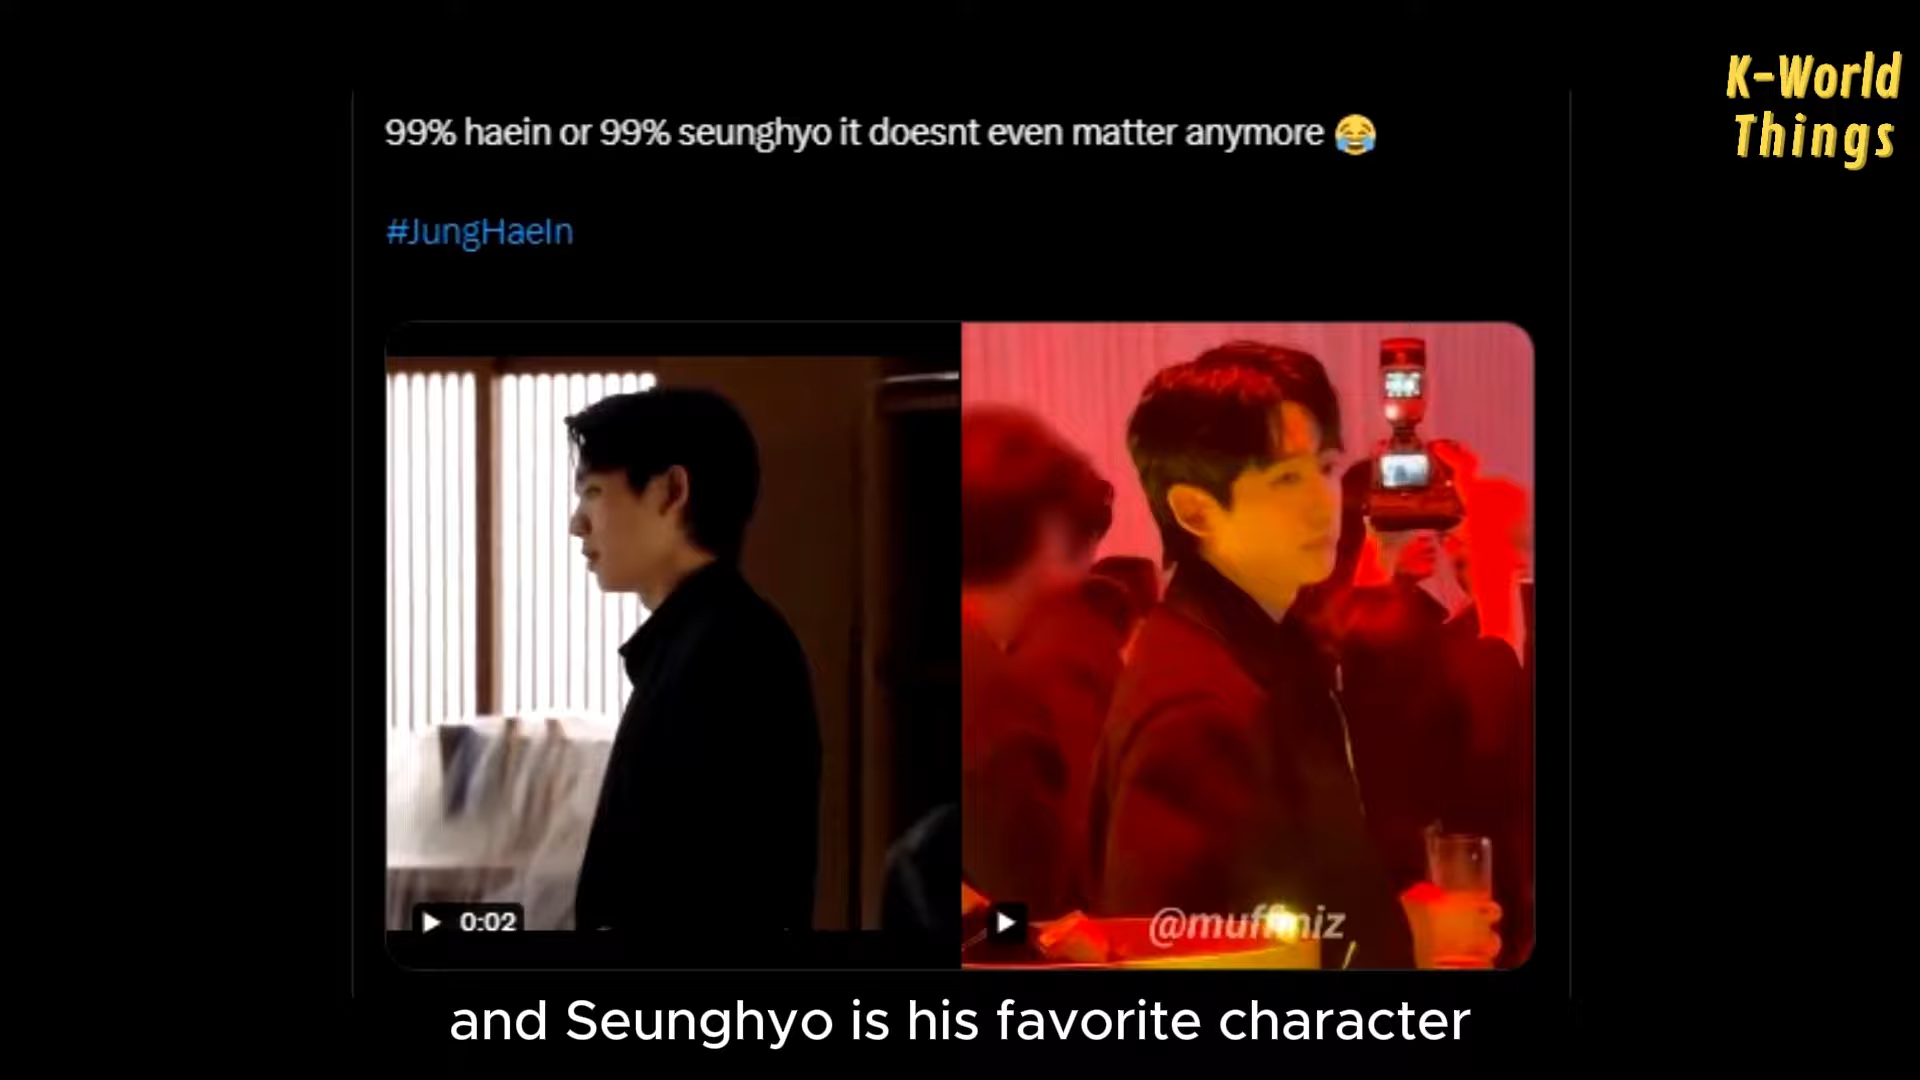 K-World
Things
99% haein or 99% seunghyo it doesnt even matter anymore 😂
#JungHaeIn
0:02
@muffiniz
and Seunghyo is his favorite character